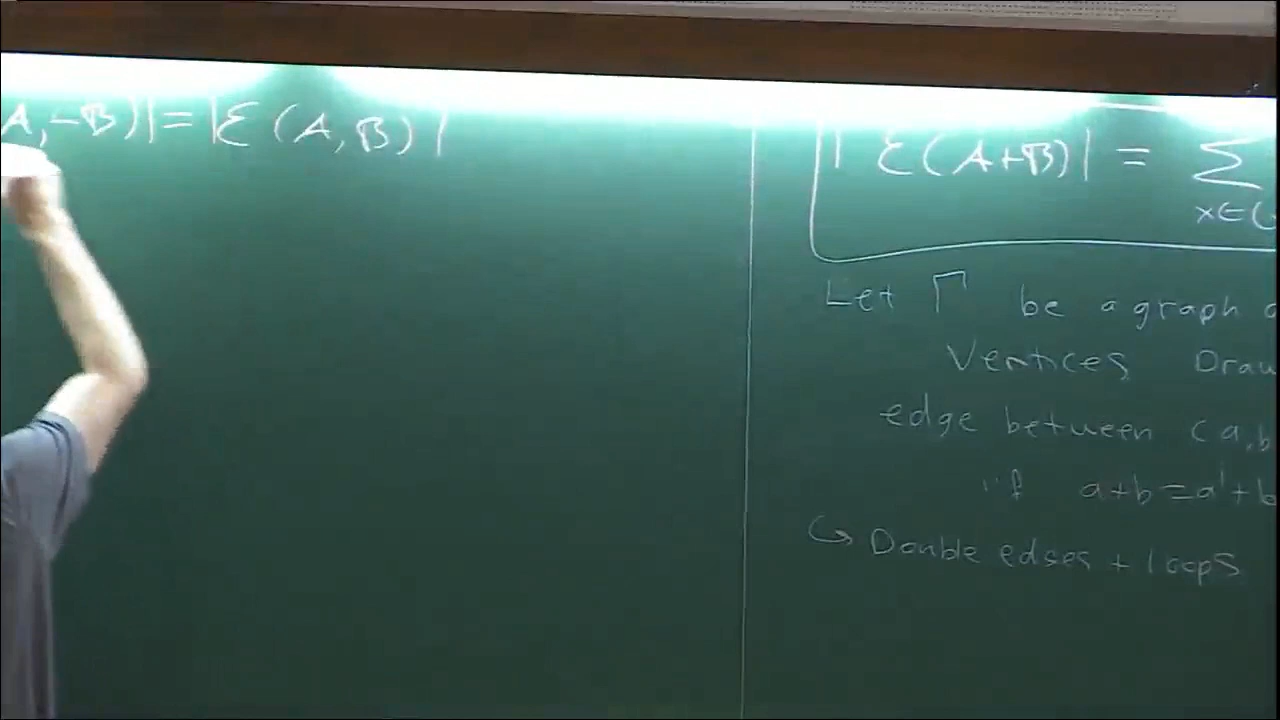 A,-B)|=|Ɛ(A,B)|
|Ɛ(A+B)| = ∑
x∈G
Let Γ be a graph
Vertices Draw
edge between (a,b
if a+b=a'+b
↪ Double edges + loops